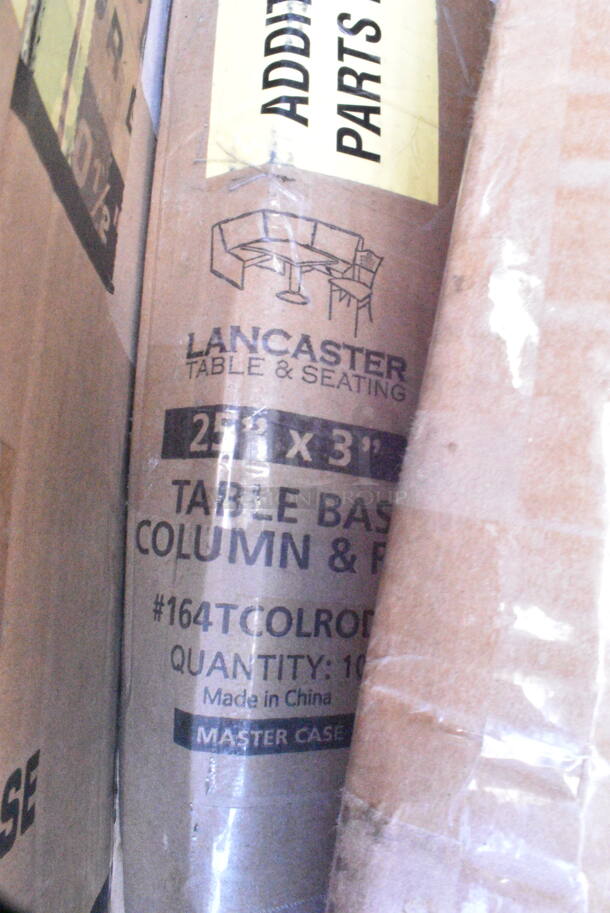 ADDIT
PARTS
LANCASTER
TABLE & SEATING
25" x 3"
TABLE BAS
COLUMN & R
#164TCOLROD
QUANTITY: 10
Made in China
MASTER CASE
SE